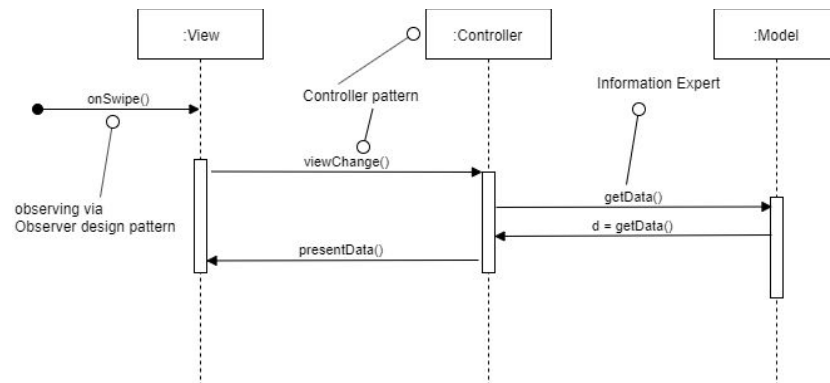 :View
:Controller
:Model
Information Expert
onSwipe()
Controller pattern
viewChange()
getData()
observing via
Observer design pattern
d = getData()
presentData()